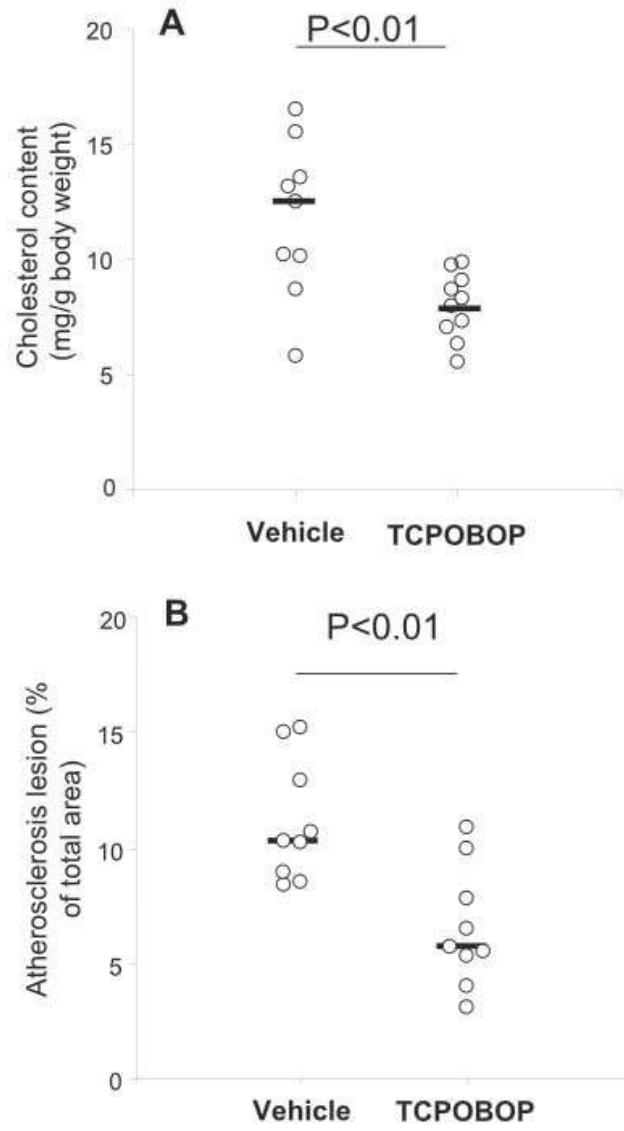 A
P<0.01
20
15
10
5
0
Cholesterol content
(mg/g body weight)
Vehicle
TCPOBOP
B
P<0.01
20
15
10
5
0
Atherosclerosis lesion (%
of total area)
Vehicle
TCPOBOP